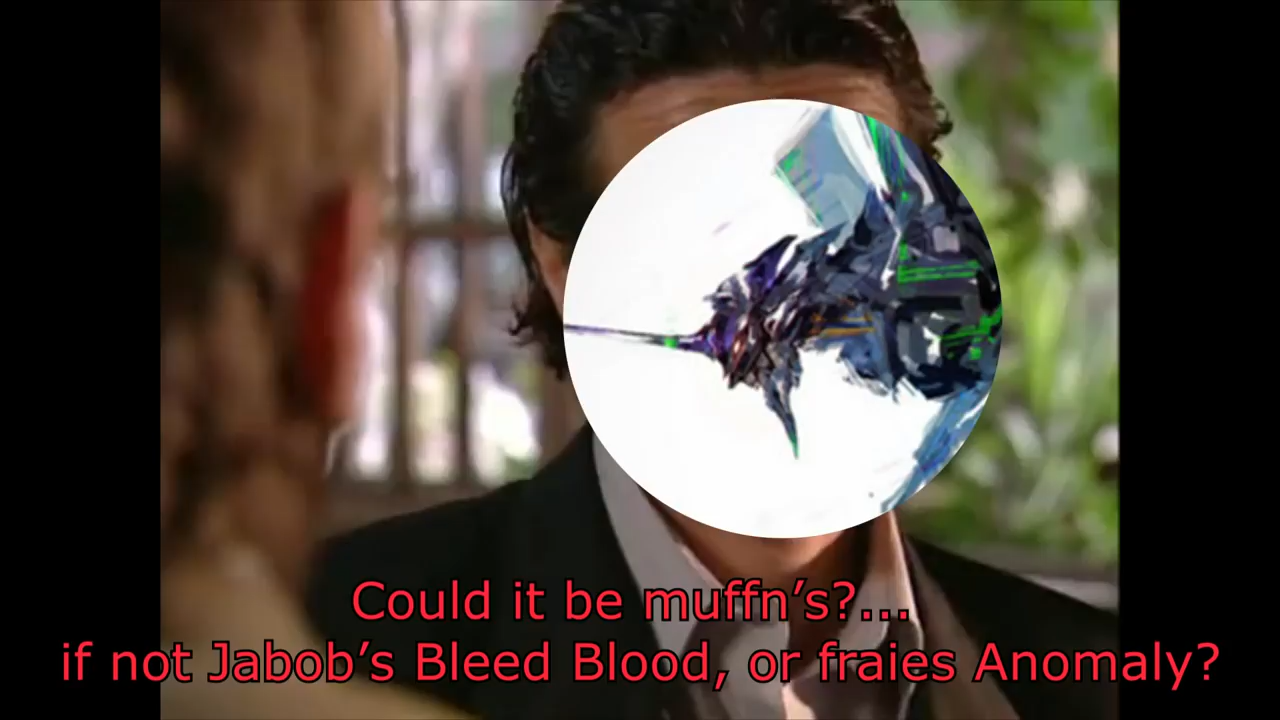 Could it be muffn’s?...
if not Jabob’s Bleed Blood, or fraies Anomaly?